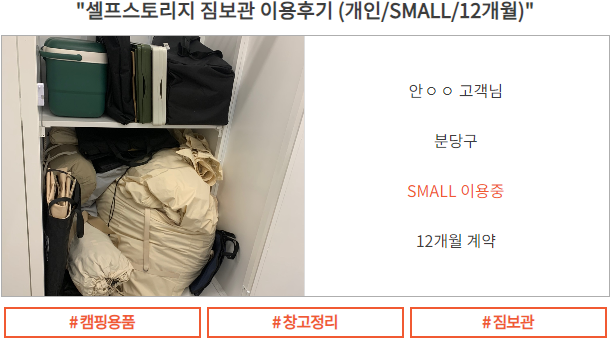 "셀프스토리지 짐보관 이용후기 (개인/SMALL/12개월)"
안ㅇㅇ 고객님
분당구
SMALL 이용중
12개월 계약
#캠핑용품
#창고정리
#짐보관